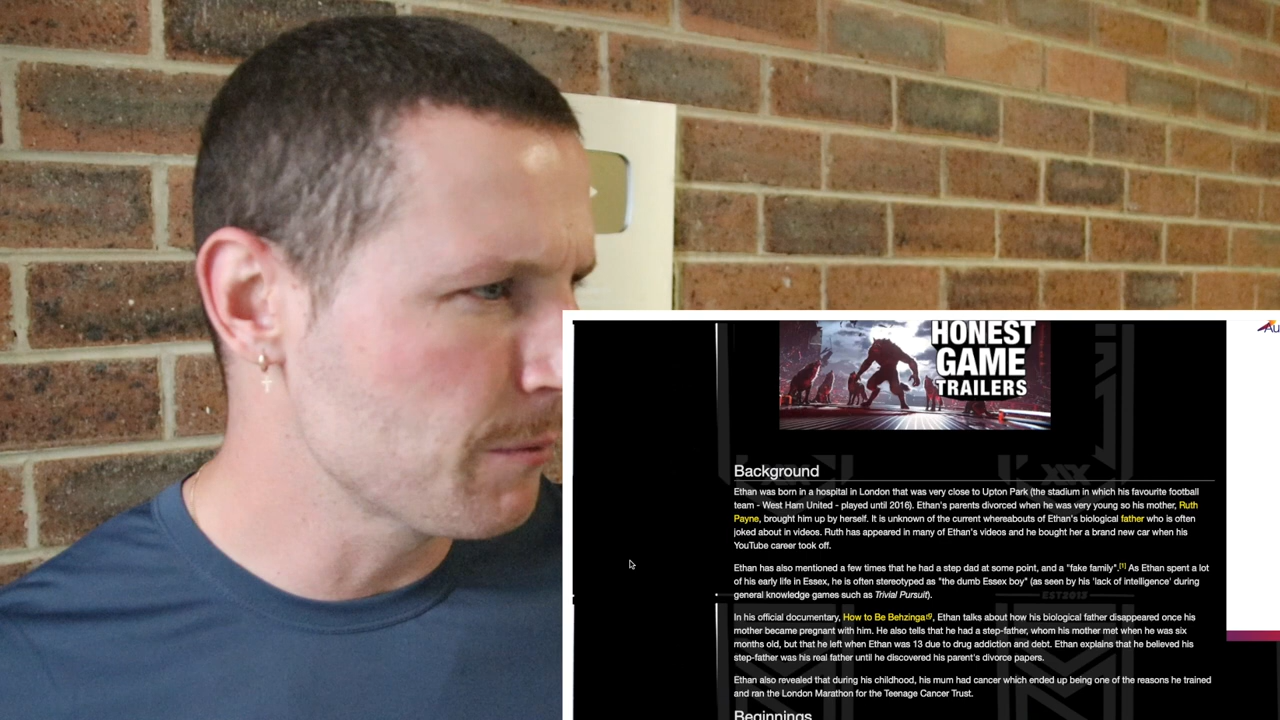 HONEST
GAME
TRAILERS
Au
Background
Ethan was born in a hospital in London that was very close to Upton Park (the stadium in which his favourite football
team - West Ham United - played until 2016). Ethan's parents divorced when he was very young so his mother, Ruth
Payne, brought him up by herself. It is unknown of the current whereabouts of Ethan's biological father who is often
joked about in videos. Ruth has appeared in many of Ethan's videos and he bought her a brand new car when his
YouTube career took off.
Ethan has also mentioned a few times that he had a step dad at some point, and a "fake family".[1] As Ethan spent a lot
of his early life in Essex, he is often stereotyped as "the dumb Essex boy" (as seen by his 'lack of intelligence' during
general knowledge games such as Trivial Pursuit).
In his official documentary, How to Be Behzinga, Ethan talks about how his biological father disappeared once his
mother became pregnant with him. He also tells that he had a step-father, whom his mother met when he was six
months old, but that he left when Ethan was 13 due to drug addiction and debt. Ethan explains that he believed his
step-father was his real father until he discovered his parent's divorce papers.
Ethan also revealed that during his childhood, his mum had cancer which ended up being one of the reasons he trained
and ran the London Marathon for the Teenage Cancer Trust.
Beginnings